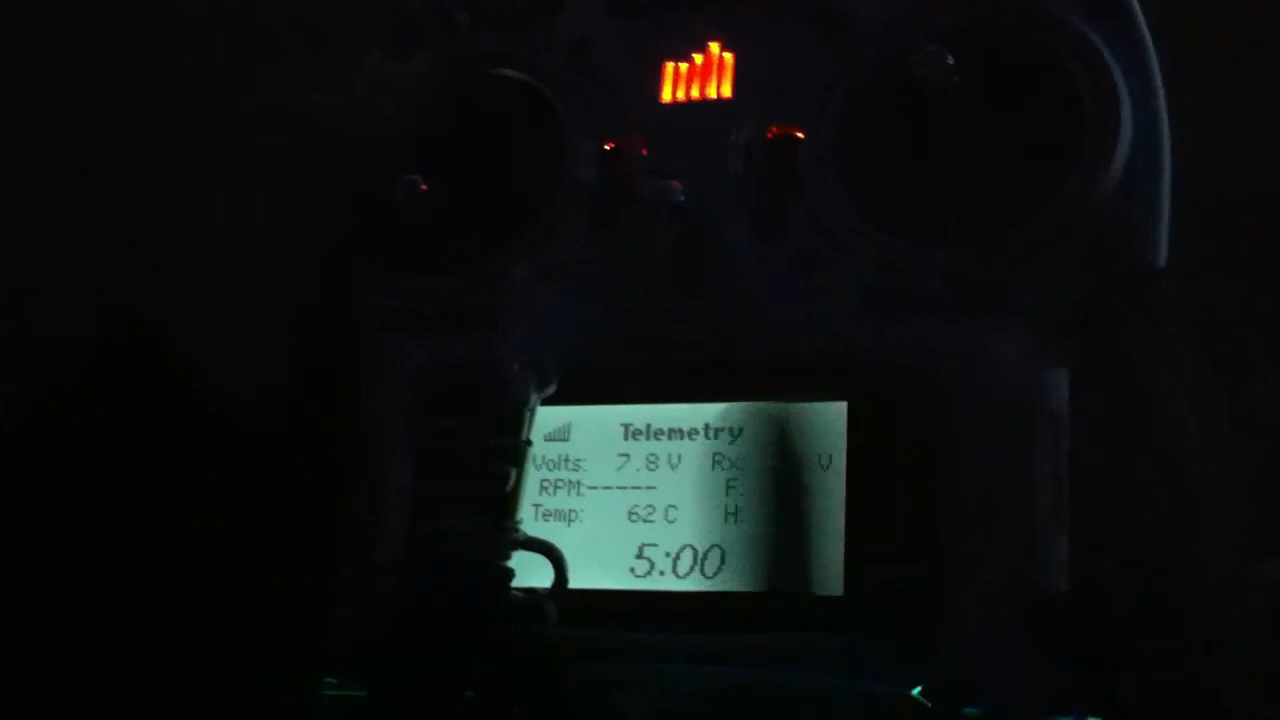 Telemetry
Volts: 7.8 V Rx: V
RPM:----- F:
Temp: 62 C H:
5:00